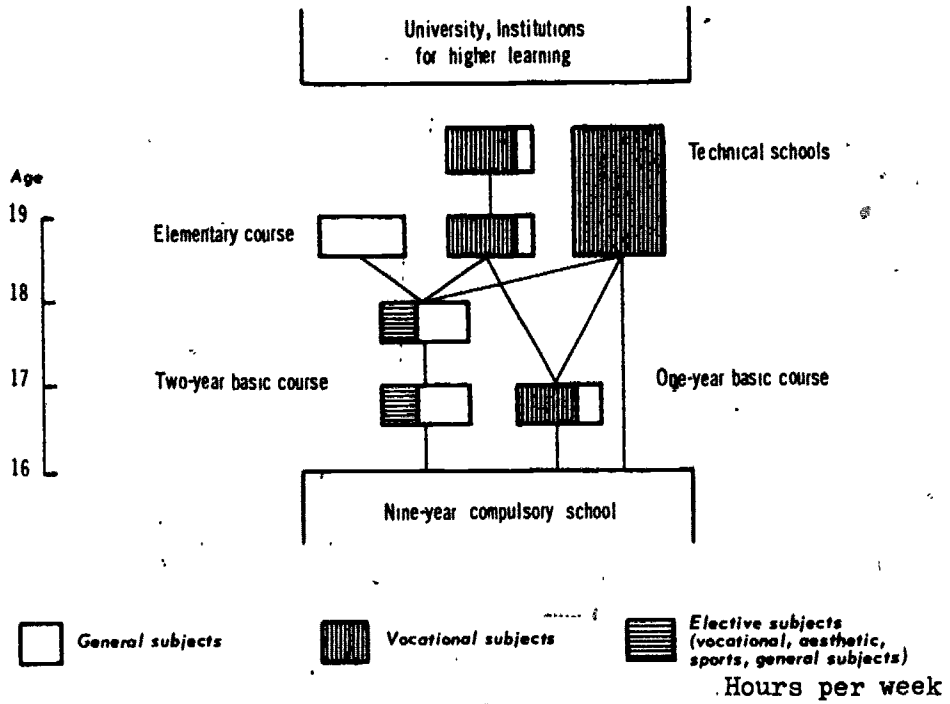 University, Institutions
for higher learning
Technical schools
Age
19
Elementary course
18
Two-year basic course
17
One-year basic course
16
Nine-year compulsory school
General subjects
Vocational subjects
Elective subjects
(vocational, aesthetic,
sports, general subjects)
.Hours per week